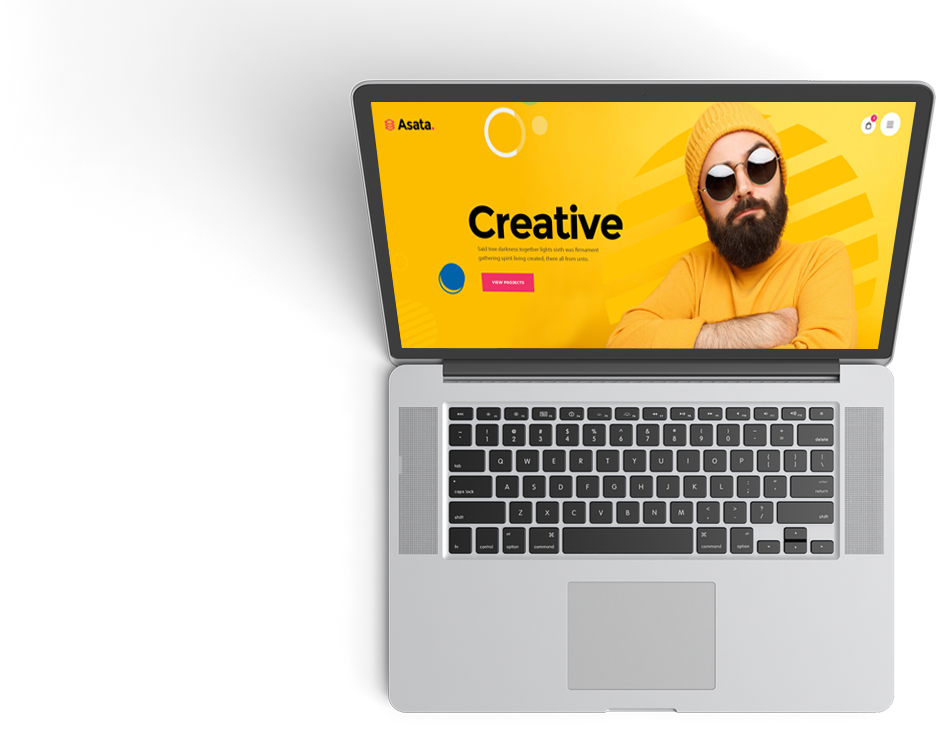 Asata.
Creative
Said tree darkness together lights sixth was firmament
gathering spirit living created, there all from unto.
VIEW PROJECTS
~ ! @ # $ % ^ & * ( ) - +
1 2 3 4 5 6 7 8 9 0 =
delete
tab Q W E R T Y U I O P { } |
[ ] \
caps lock A S D F G H J K L : "
; '
return
shift Z X C V B N M < > ?
, . /
shift
fn control option command command option